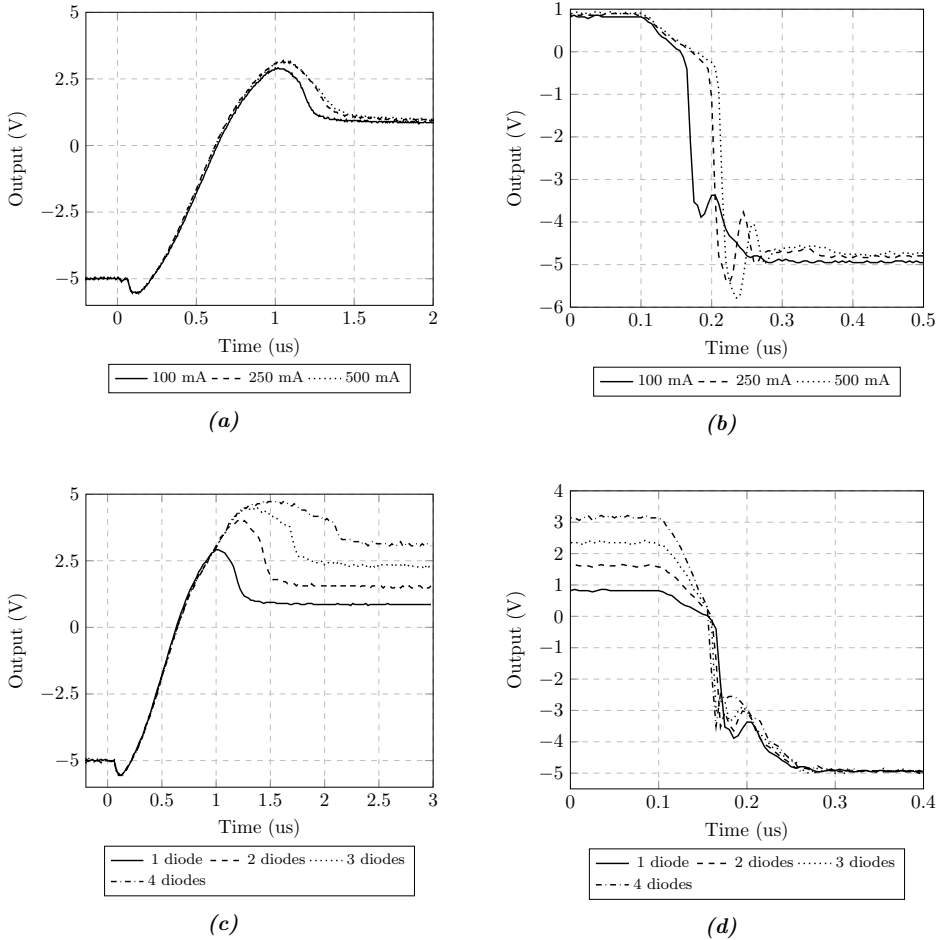 5
2.5
0
−2.5
−5
0
0.5
1
1.5
2
Output (V)
Time (us)
100 mA
250 mA
500 mA
(a)
1
0
−1
−2
−3
−4
−5
−6
0
0.1
0.2
0.3
0.4
0.5
Output (V)
Time (us)
100 mA
250 mA
500 mA
(b)
5
2.5
0
−2.5
−5
0
0.5
1
1.5
2
2.5
3
Output (V)
Time (us)
1 diode
2 diodes
3 diodes
4 diodes
(c)
4
3
2
1
0
−1
−2
−3
−4
−5
0
0.1
0.2
0.3
0.4
Output (V)
Time (us)
1 diode
2 diodes
3 diodes
4 diodes
(d)